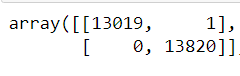 array([[13019,     1],
       [    0, 13820]],